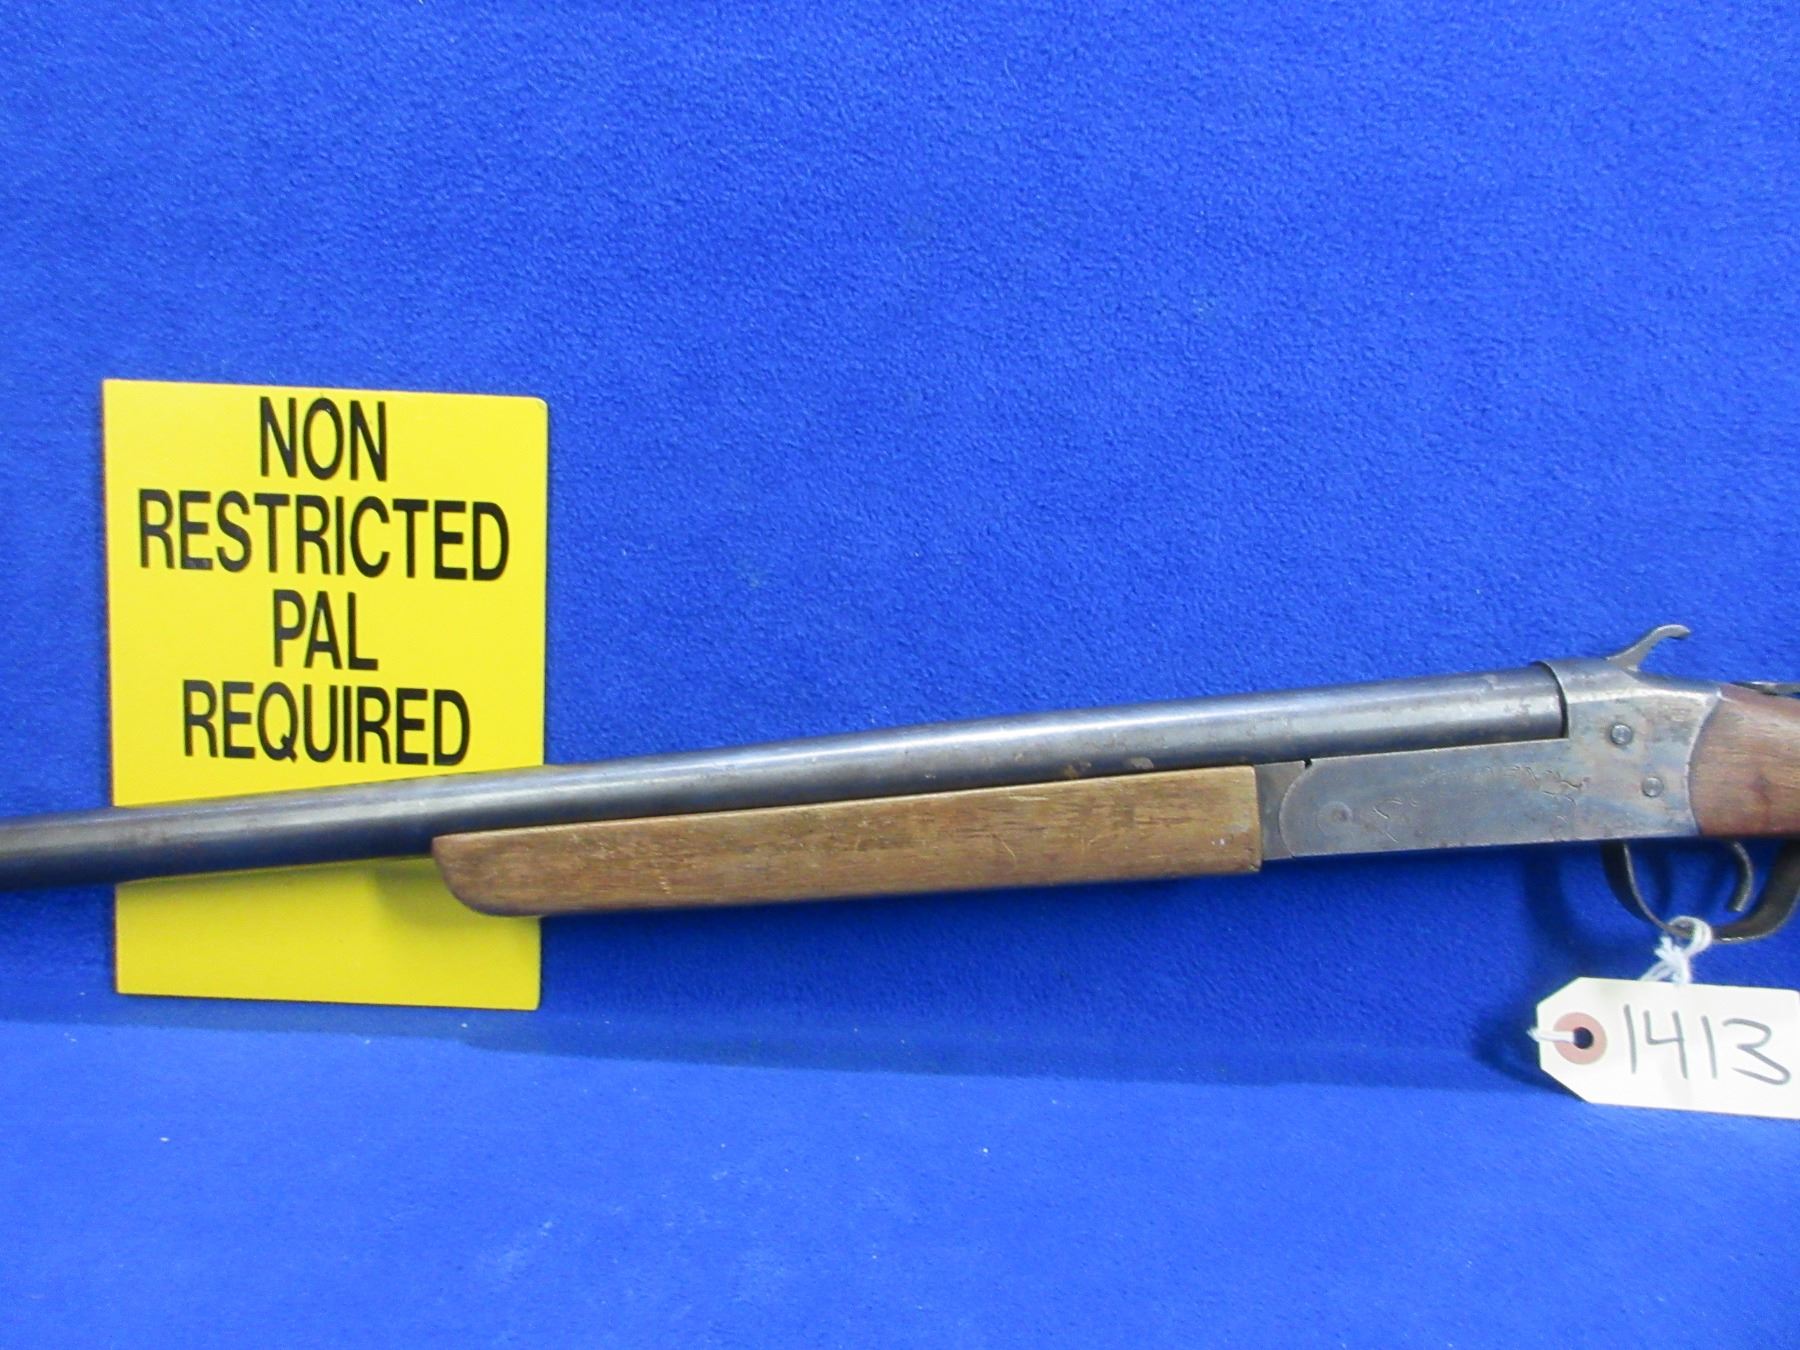 NON
RESTRICTED
PAL
REQUIRED
1413